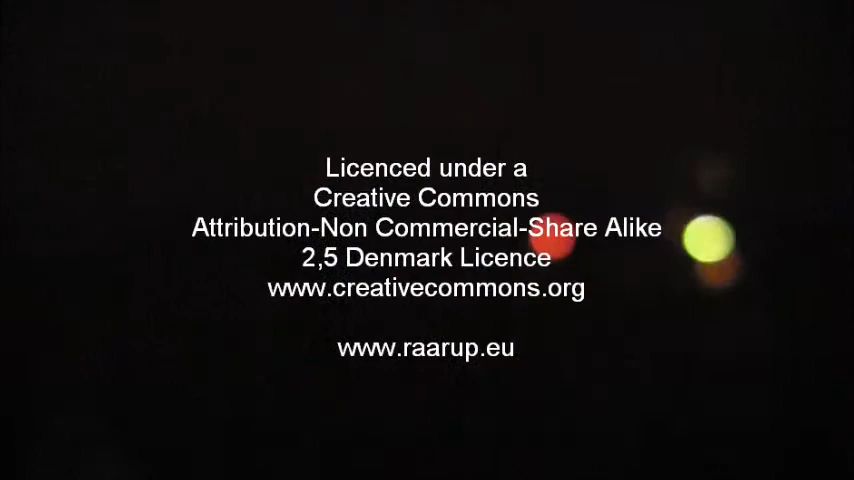 Licenced under a
Creative Commons
Attribution-Non Commercial-Share Alike
2,5 Denmark Licence
www.creativecommons.org
www.raarup.eu